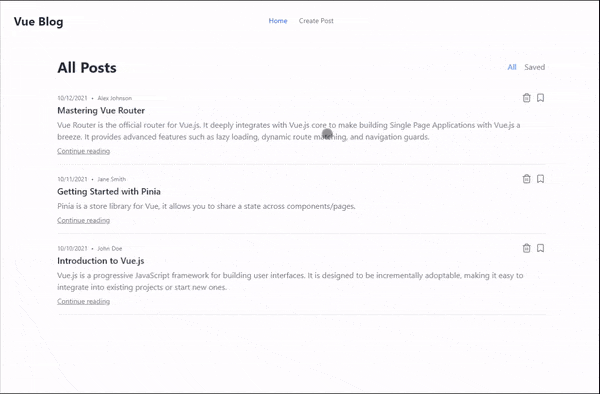 Vue Blog
Home
Create Post
All Posts
All
Saved
10/12/2021 • Alex Johnson
Mastering Vue Router
Vue Router is the official router for Vue.js. It deeply integrates with Vue.js core to make building Single Page Applications with Vue.js a
breeze. It provides advanced features such as lazy loading, dynamic route matching, and navigation guards.
Continue reading
10/11/2021 • Jane Smith
Getting Started with Pinia
Pinia is a store library for Vue, it allows you to share a state across components/pages.
Continue reading
10/10/2021 • John Doe
Introduction to Vue.js
Vue.js is a progressive JavaScript framework for building user interfaces. It is designed to be incrementally adoptable, making it easy to
integrate into existing projects or start new ones.
Continue reading